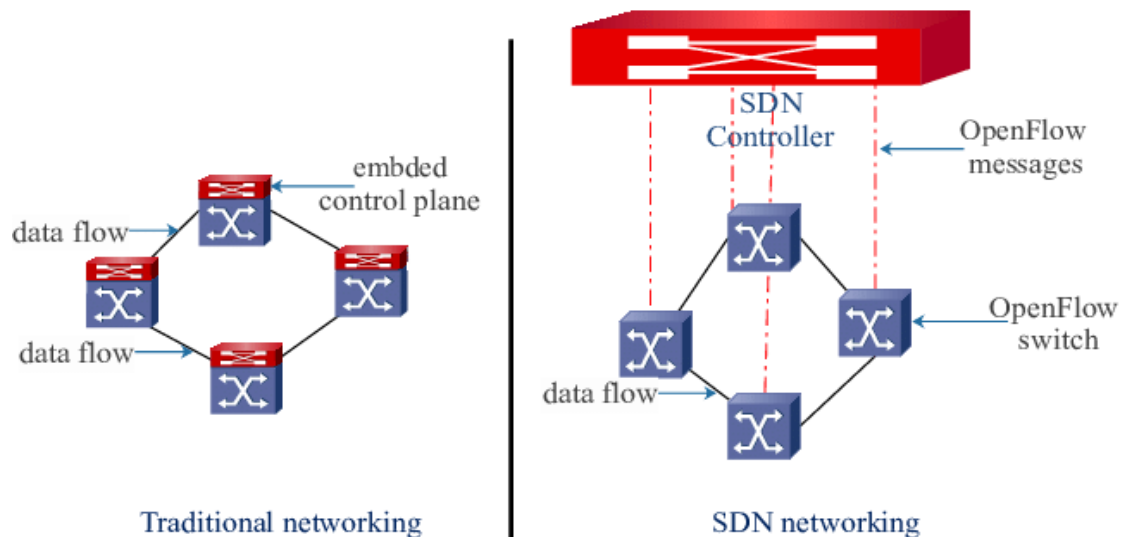 embded
control plane
data flow
data flow
Traditional networking
SDN
Controller
OpenFlow
messages
OpenFlow
switch
data flow
SDN networking